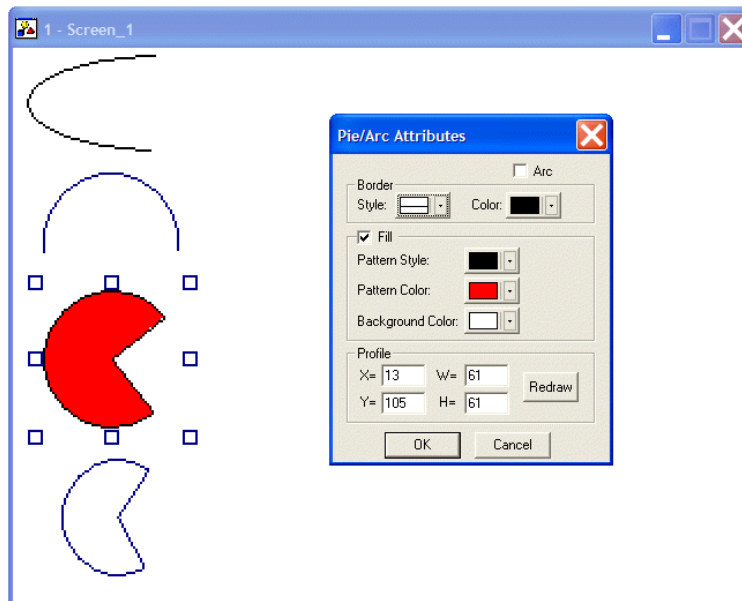 1 - Screen_1
Pie/Arc Attributes
Arc
Border
Style:
Color:
Fill
Pattern Style:
Pattern Color:
Background Color:
Profile
X= 13 W= 61
Y= 105 H= 61
Redraw
OK Cancel